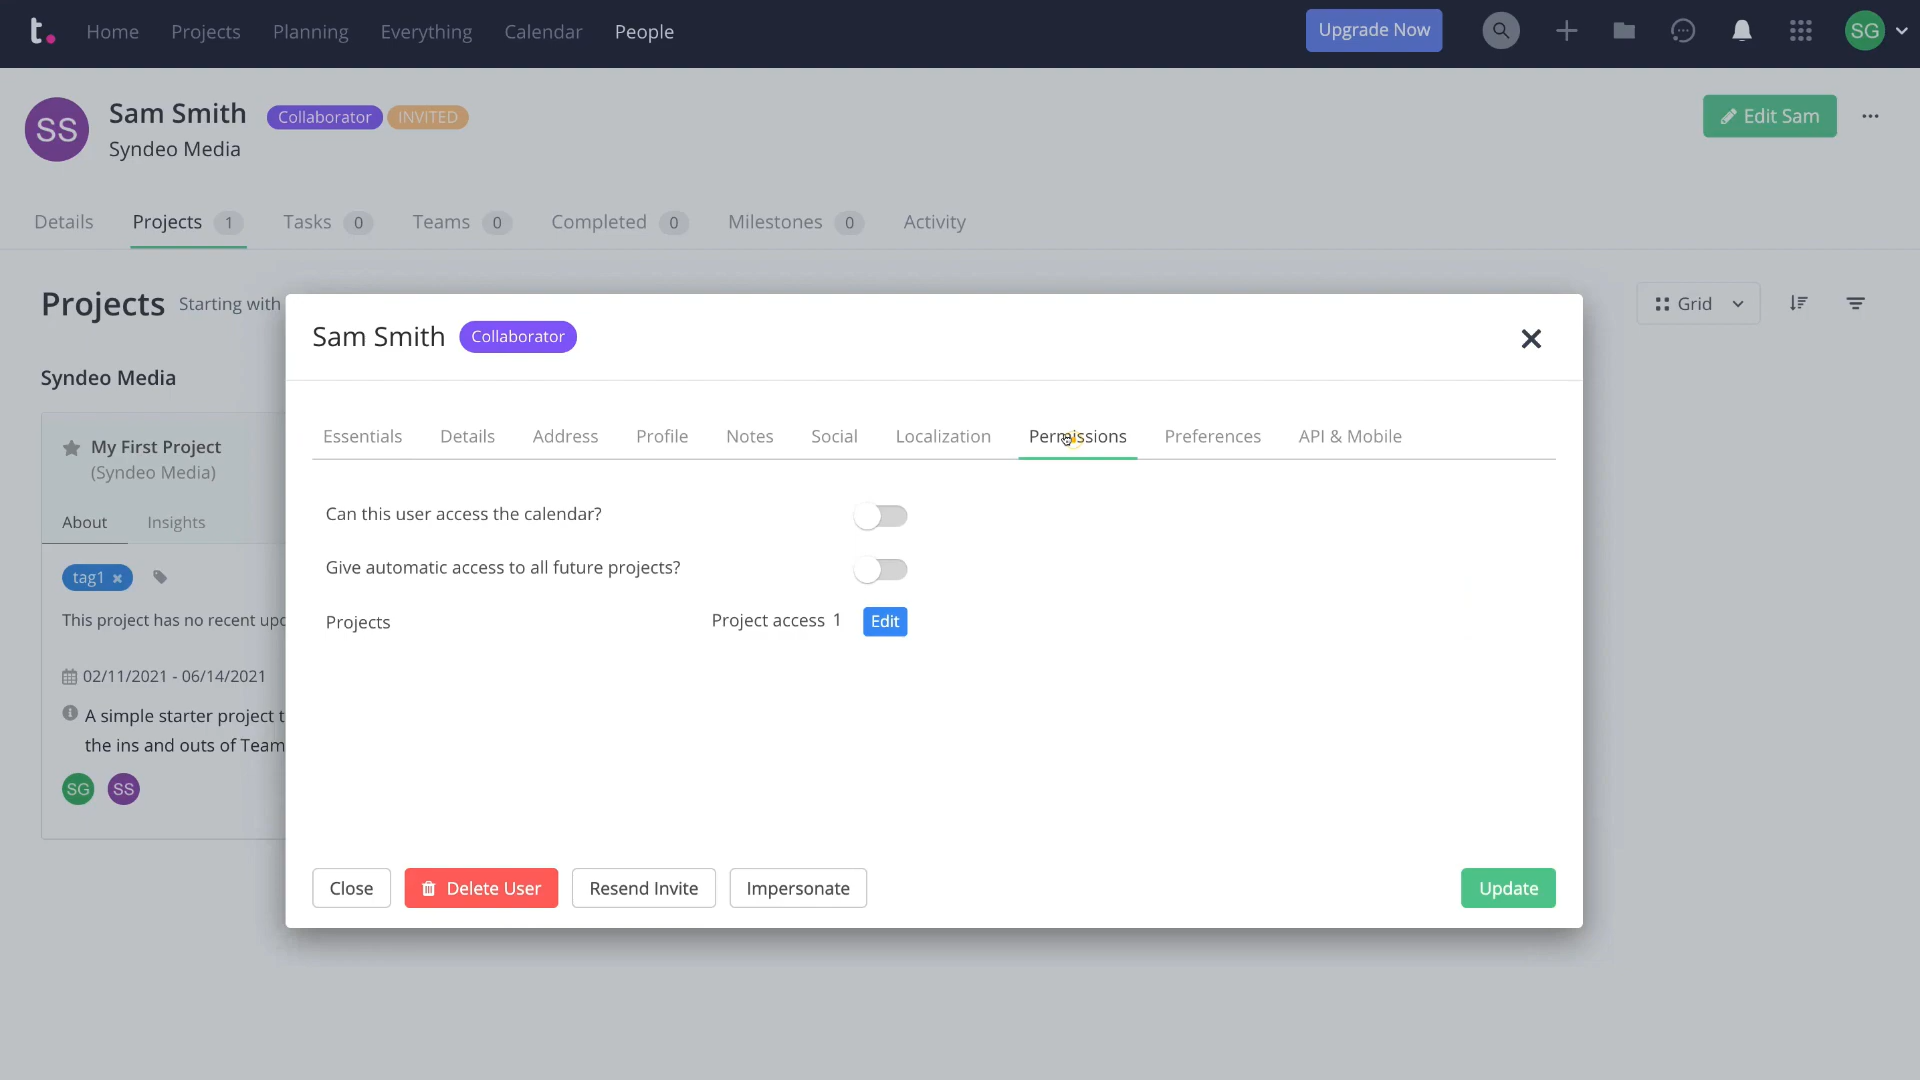 t.
Home
Projects
Planning
Everything
Calendar
People
Upgrade Now
SG
SS
Sam Smith
Collaborator
INVITED
Syndeo Media
Edit Sam
Details
Projects 1
Tasks 0
Teams 0
Completed 0
Milestones 0
Activity
Projects
Starting with
Grid
Syndeo Media
My First Project
(Syndeo Media)
About
Insights
tag1
This project has no recent
02/11/2021 - 06/14/2021
A simple starter project
the ins and outs of Team
SG
SS
Sam Smith
Collaborator
Essentials
Details
Address
Profile
Notes
Social
Localization
Permissions
Preferences
API & Mobile
Can this user access the calendar?
Give automatic access to all future projects?
Projects
Project access 1
Edit
Close
Delete User
Resend Invite
Impersonate
Update